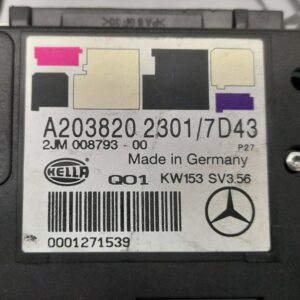 A203820 2301/7D43
2JM 008793 - 00 P27
Made in Germany
HELLA Q01 KW153 SV3.56
0001271539